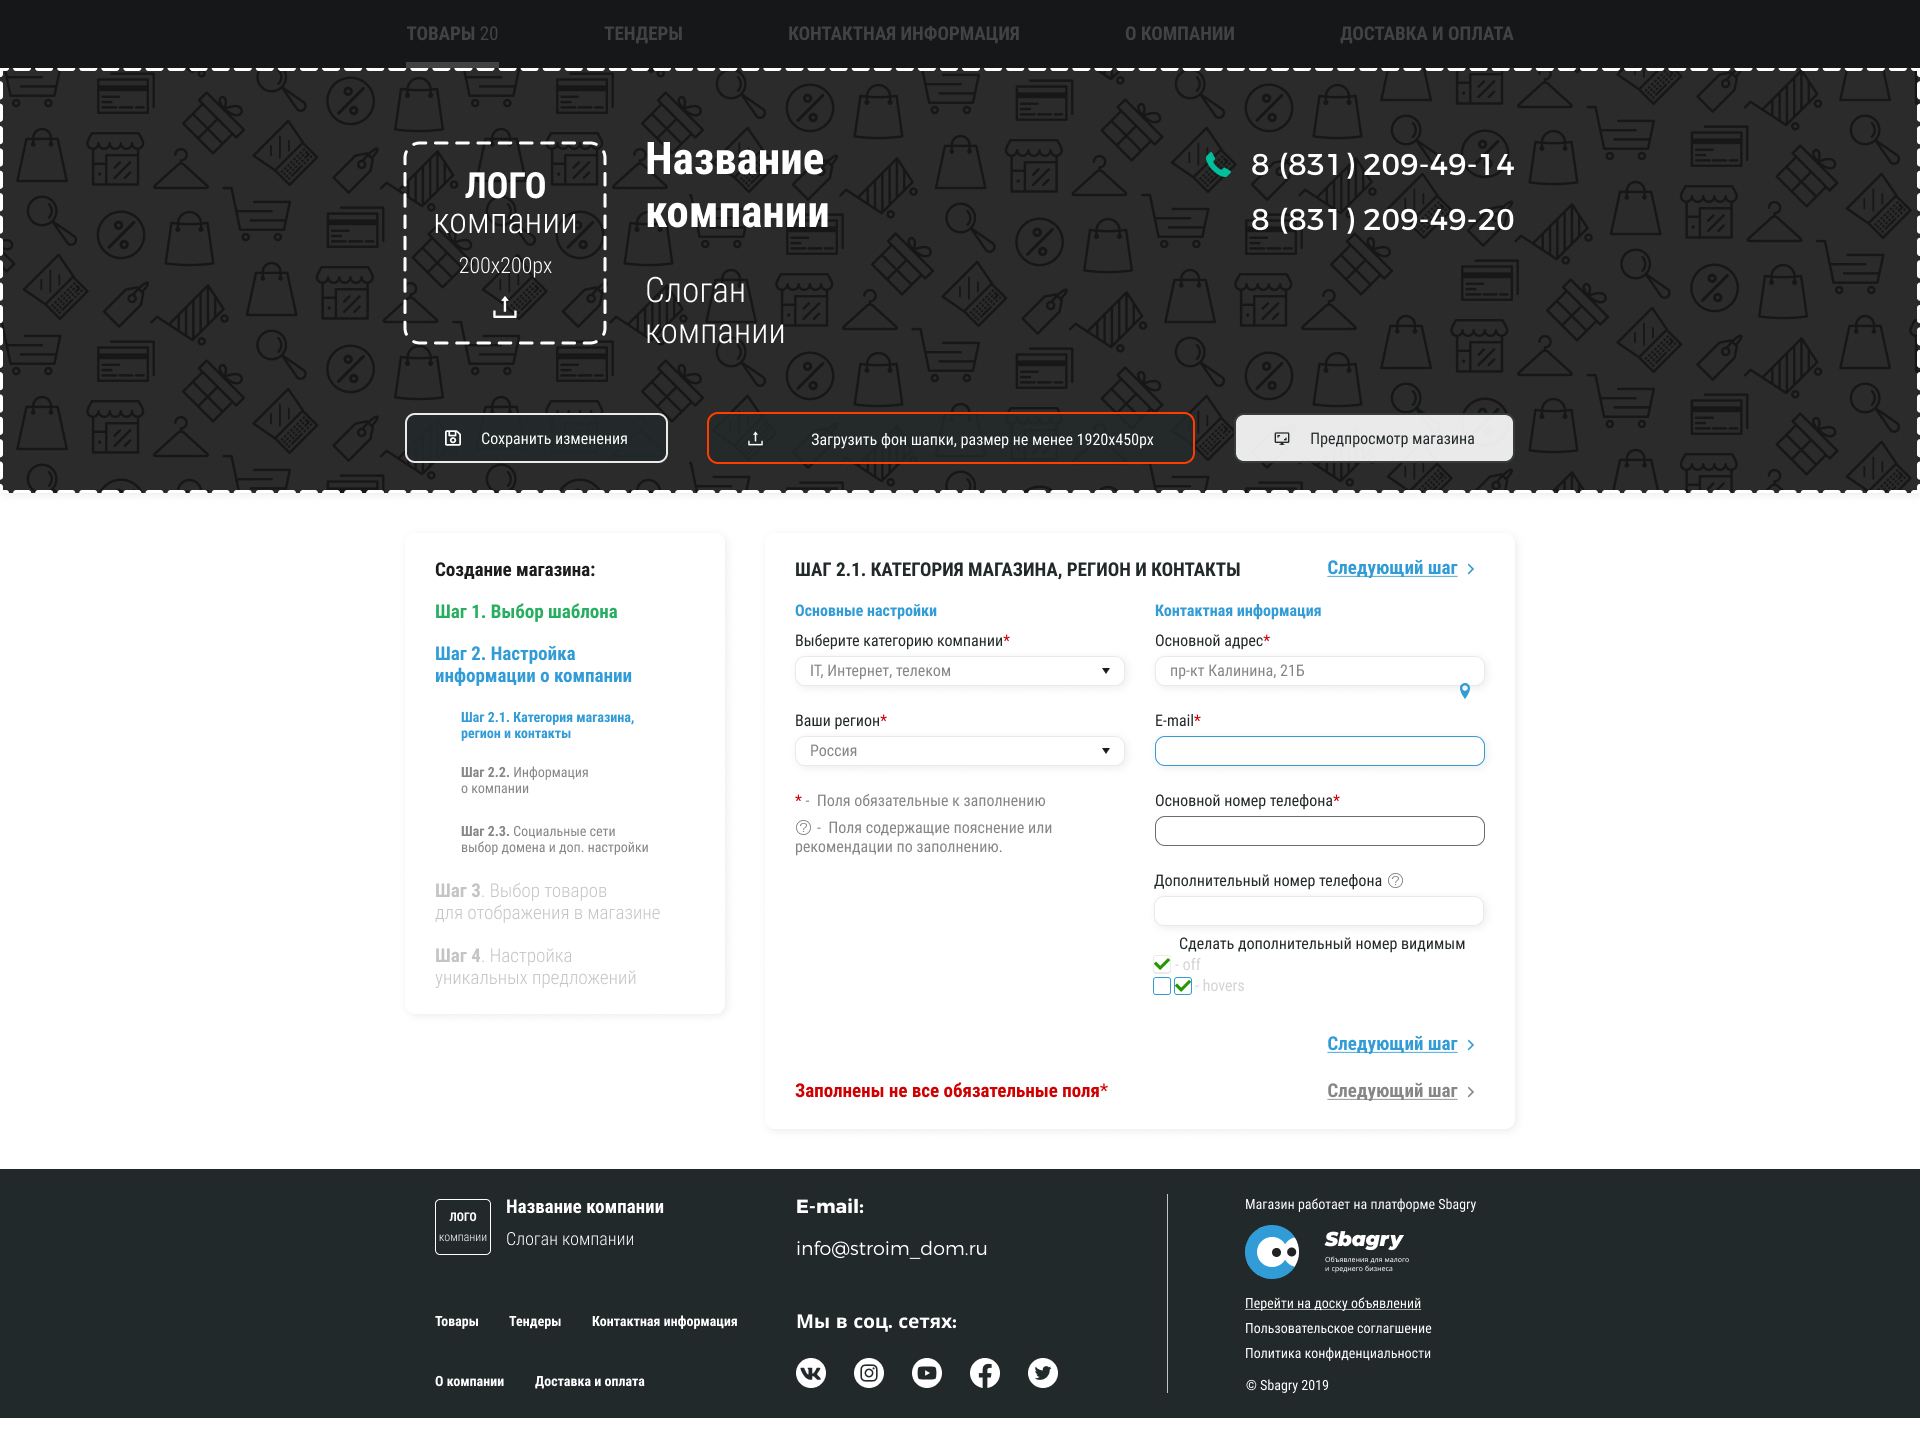 ТОВАРЫ 20
ТЕНДЕРЫ
КОНТАКТНАЯ ИНФОРМАЦИЯ
О КОМПАНИИ
ДОСТАВКА И ОПЛАТА
ЛОГО
компании
200x200px
Название
компании
Слоган
компании
8 (831) 209-49-14
8 (831) 209-49-20
Сохранить изменения
Загрузить фон шапки, размер не менее 1920x450px
Предпросмотр магазина
Создание магазина:
Шаг 1. Выбор шаблона
Шаг 2. Настройка
информации о компании
Шаг 2.1. Категория магазина,
регион и контакты
Шаг 2.2. Информация
о компании
Шаг 2.3. Социальные сети
выбор домена и доп. настройки
Шаг 3. Выбор товаров
для отображения в магазине
Шаг 4. Настройка
уникальных предложений
ШАГ 2.1. КАТЕГОРИЯ МАГАЗИНА, РЕГИОН И КОНТАКТЫ
Следующий шаг
Основные настройки
Выберите категорию компании*
IT, Интернет, телеком
Ваши регион*
Россия
* - Поля обязательные к заполнению
? - Поля содержащие пояснение или
рекомендации по заполнению.
Контактная информация
Основной адрес*
пр-кт Калинина, 21Б
E-mail*
Основной номер телефона*
Дополнительный номер телефона ?
Сделать дополнительный номер видимым
- off
- hovers
Следующий шаг
Заполнены не все обязательные поля*
Следующий шаг
ЛОГО
компании
Название компании
Слоган компании
Товары
Тендеры
Контактная информация
О компании
Доставка и оплата
E-mail:
info@stroim_dom.ru
Мы в соц. сетях:
Магазин работает на платформе Sbagry
Sbagry
Объявления для малого
и среднего бизнеса
Перейти на доску объявлений
Пользовательское согласшение
Политика конфиденциальности
© Sbagry 2019